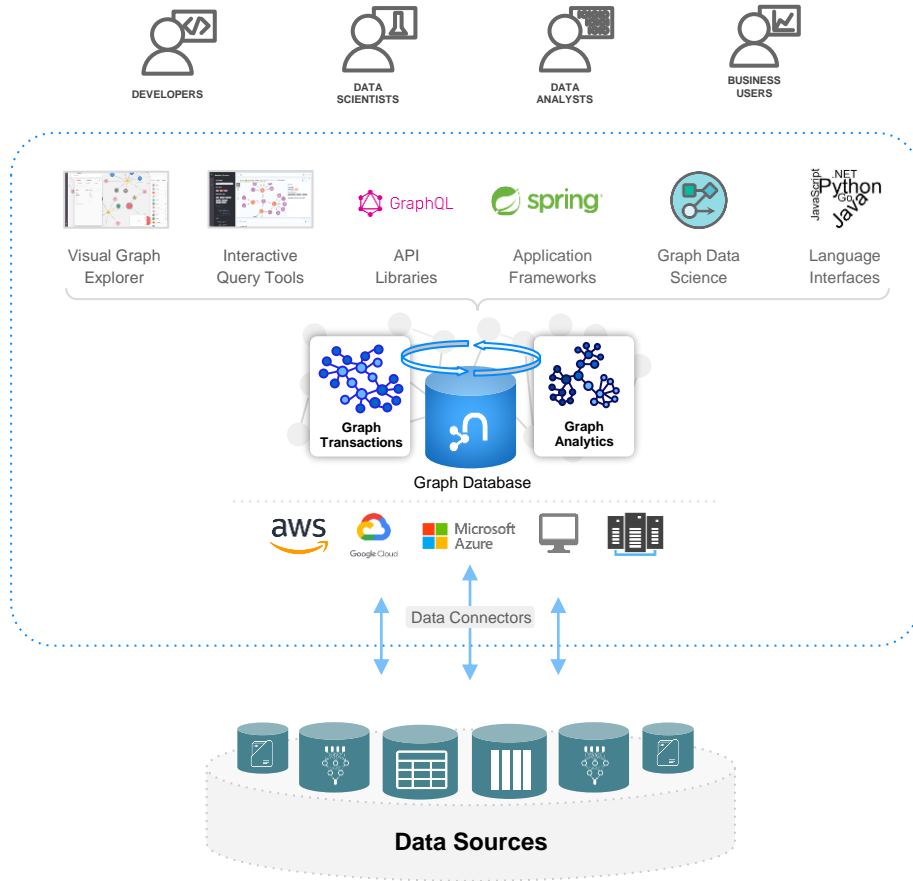 DEVELOPERS
DATA
SCIENTISTS
DATA
ANALYSTS
BUSINESS
USERS
GraphQL
spring
JavaScript
.NET
Python
Go
Java
Visual Graph
Explorer
Interactive
Query Tools
API
Libraries
Application
Frameworks
Graph Data
Science
Language
Interfaces
Graph
Transactions
Graph
Analytics
Graph Database
aws
Google Cloud
Microsoft
Azure
Data Connectors
Data Sources